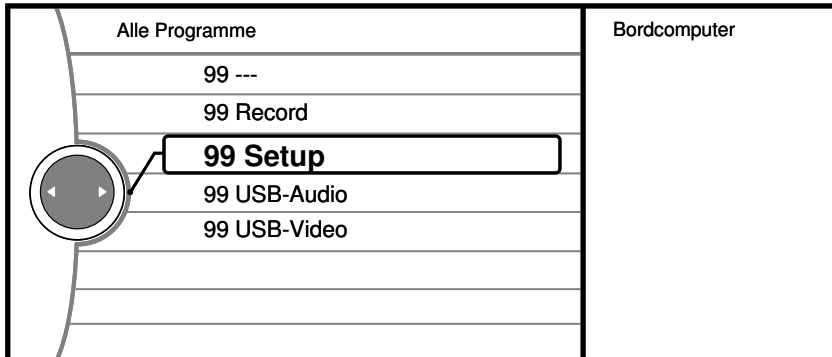 Alle Programme
Bordcomputer
99 ---
99 Record
99 Setup
99 USB-Audio
99 USB-Video